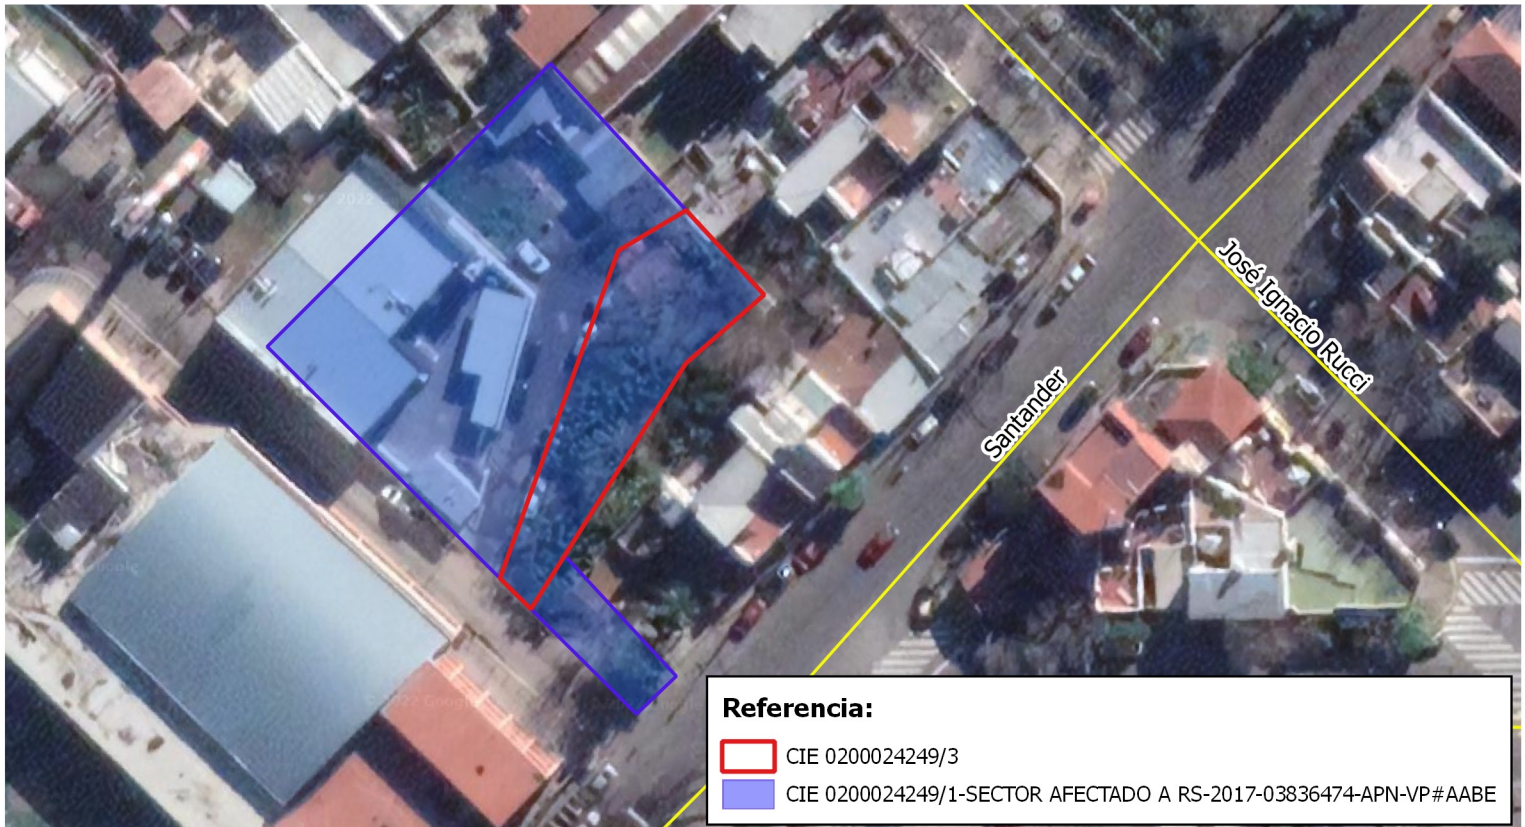 José Ignacio Rucci
Santander
Referencia:
CIE 0200024249/3
CIE 0200024249/1-SECTOR AFECTADO A RS-2017-03836474-APN-VP#AABE